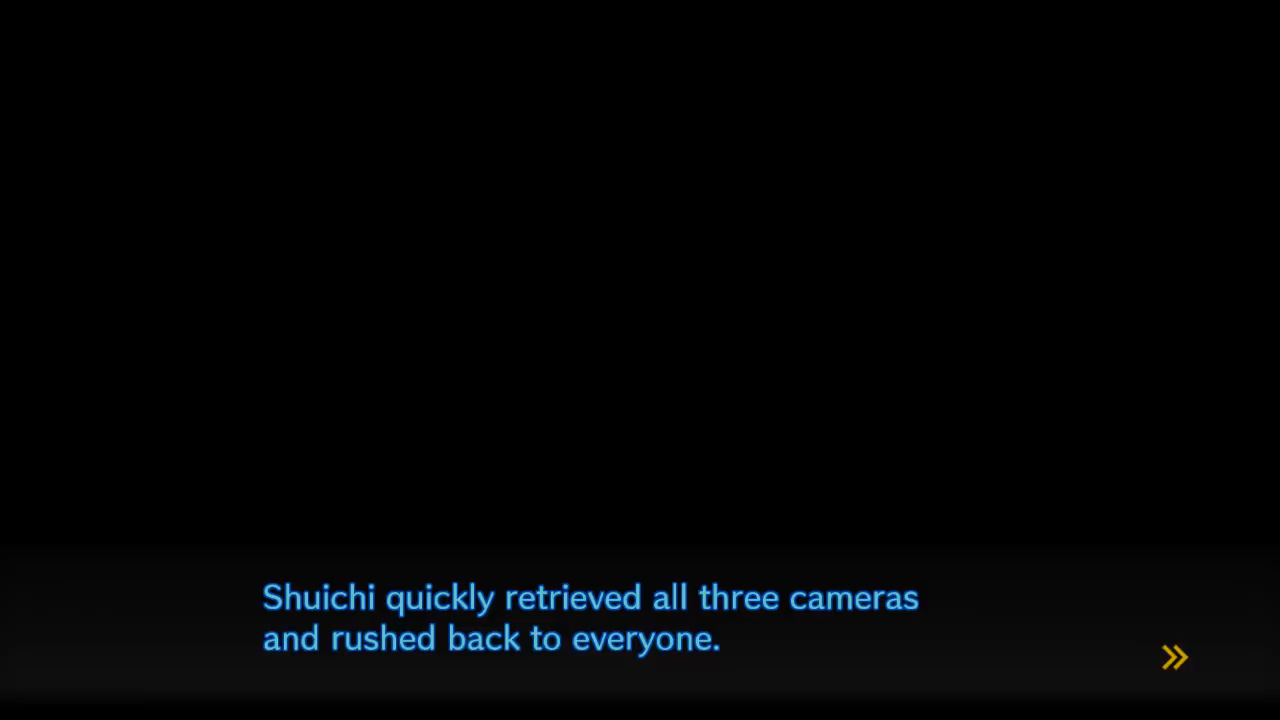 Shuichi quickly retrieved all three cameras
and rushed back to everyone.